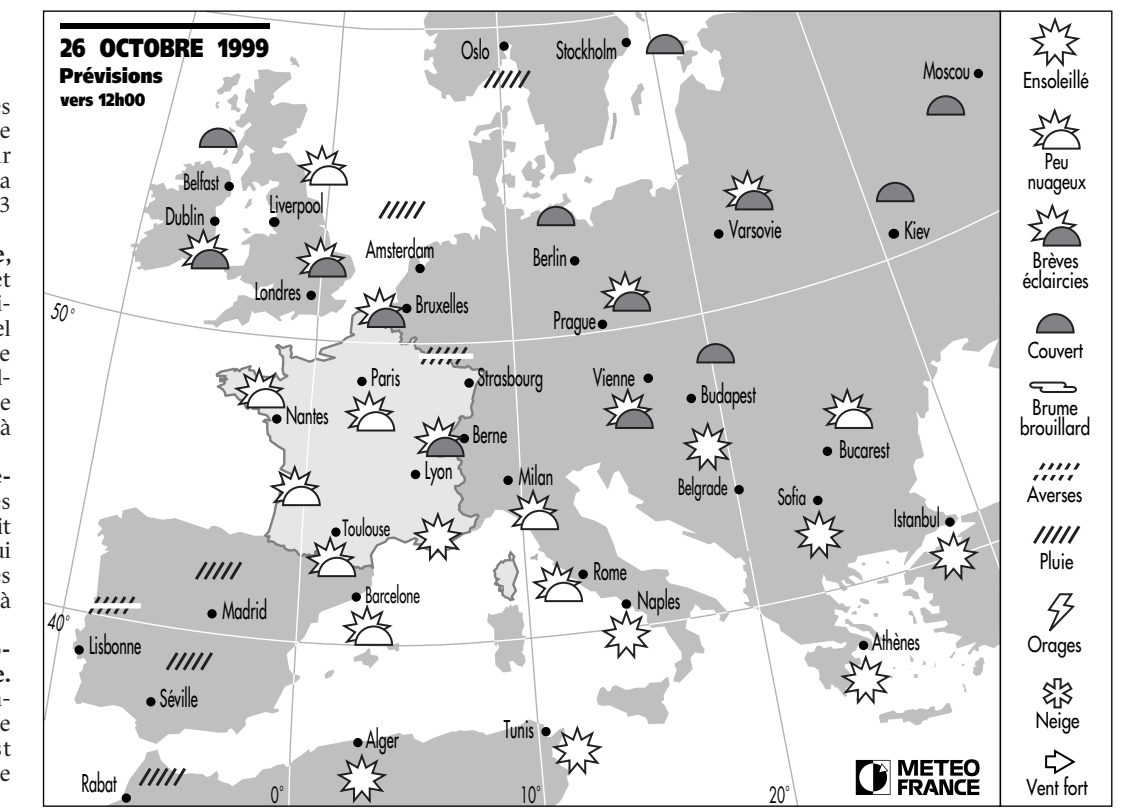 26 OCTOBRE 1999
Prévisions
vers 12h00
Oslo
Stockholm
Moscou
Belfast
Dublin
Liverpool
Amsterdam
Londres
Bruxelles
Berlin
Varsovie
Kiev
Prague
50°
Paris
Strasbourg
Vienne
Budapest
Nantes
Berne
Lyon
Milan
Bucarest
Belgrade
Sofia
Istanbul
Toulouse
Barcelone
Rome
Naples
Madrid
40°
Lisbonne
Séville
Athènes
Alger
Tunis
Rabat
0°
10°
20°
METEO
FRANCE
Ensoleillé
Peu
nuageux
Brèves
éclaircies
Couvert
Brume
brouillard
Averses
Pluie
Orages
Neige
Vent fort